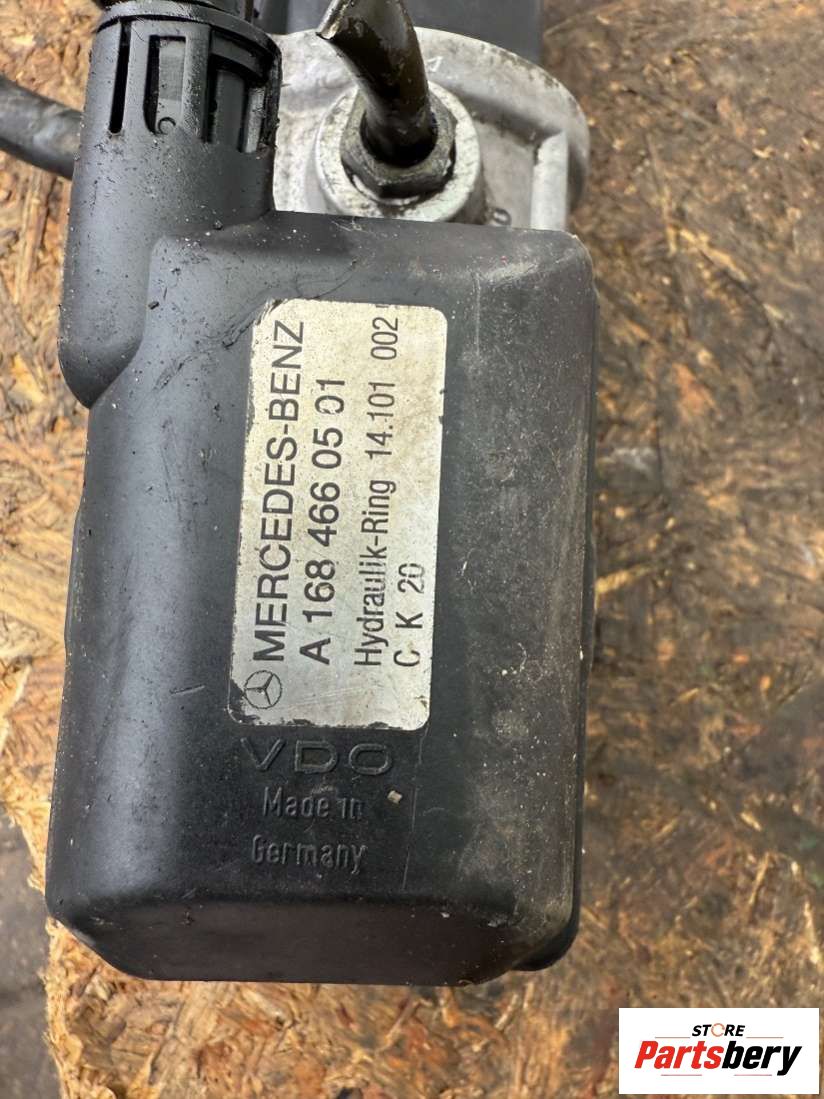 MERCEDES-BENZ
A 168 466 05 01
Hydraulik-Ring 14.101 002
C K 20
VDO
Made in
Germany
STORE
Partsbery